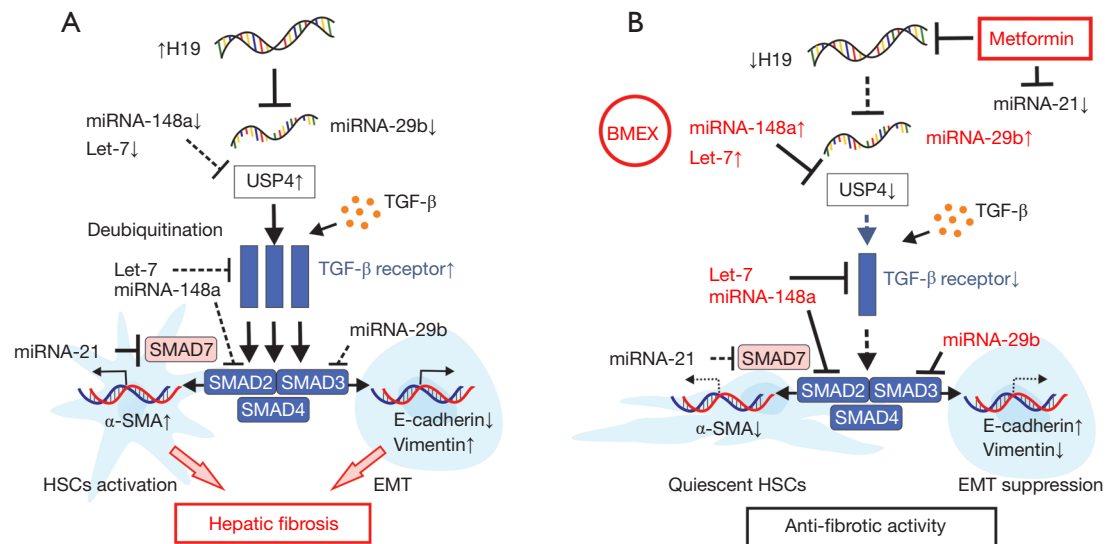 A
↑H19
miRNA-148a↓
Let-7↓
miRNA-29b↓
USP4↑
TGF-β
Deubiquitination
Let-7
miRNA-148a
TGF-β receptor↑
miRNA-29b
miRNA-21
SMAD7
SMAD2
SMAD3
SMAD4
α-SMA↑
E-cadherin↓
Vimentin↑
HSCs activation
EMT
Hepatic fibrosis
B
Metformin
↓H19
miRNA-21↓
BMEX
miRNA-148a↑
Let-7↑
miRNA-29b↑
USP4↓
TGF-β
Let-7
miRNA-148a
TGF-β receptor↓
miRNA-29b
miRNA-21
SMAD7
SMAD2
SMAD3
SMAD4
α-SMA↓
E-cadherin↑
Vimentin↓
Quiescent HSCs
EMT suppression
Anti-fibrotic activity